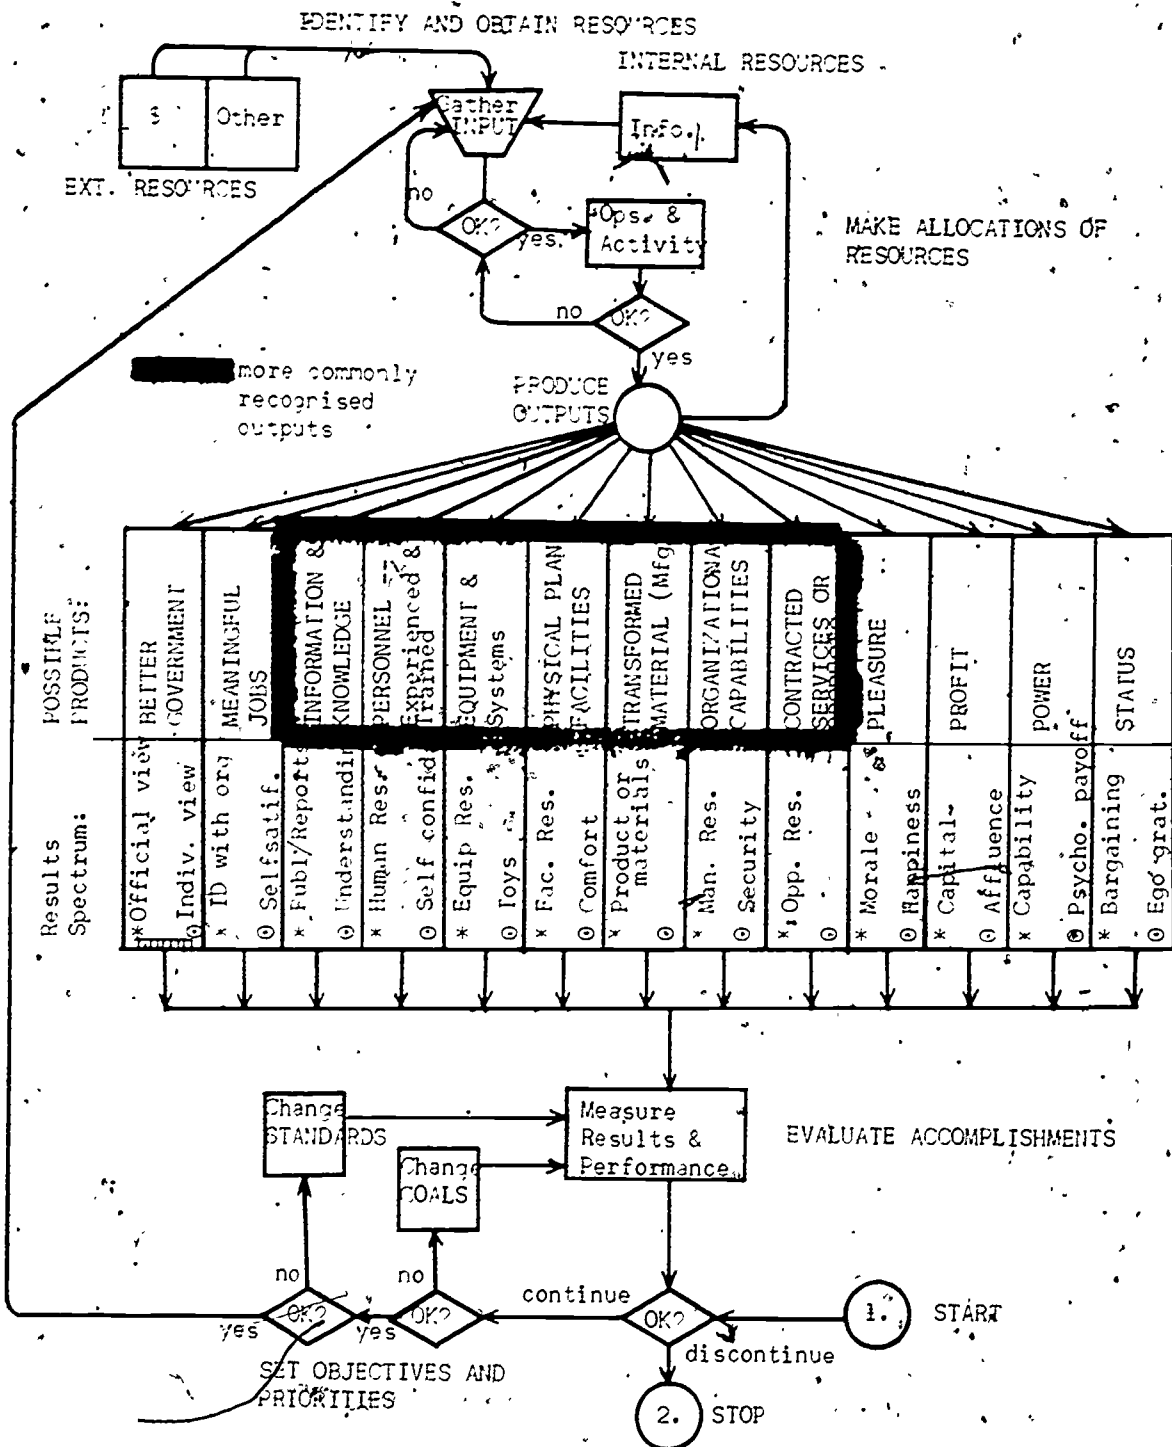 IDENTIFY AND OBTAIN RESOURCES
INTERNAL RESOURCES
Other
Gather
INPUT
Info.
EXT. RESOURCES
no
OK?
yes
Ops. &
Activity
MAKE ALLOCATIONS OF
RESOURCES
no
OK?
yes
more commonly
recognised
outputs
PRODUCE
OUTPUTS
POSSIBLE
PRODUCTS:
BETTER
GOVERNMENT
MEANINGFUL
JOBS
INFORMATION &
KNOWLEDGE
PERSONNEL --
Experienced &
Trained
EQUIPMENT &
Systems
PHYSICAL PLAN
FACILITIES
TRANSFORMED
MATERIAL (Mfg
ORGANIZATIONA
CAPABILITIES
CONTRACTED
SERVICES OR
PLEASURE
PROFIT
POWER
STATUS
Results
Spectrum:
* Official view
⊙ Indiv. view
* ID with org
⊙ Selfsatif.
* Publ/Reports
⊙ Understandin
* Human Res.
⊙ Self confid
* Equip Res.
⊙ Toys
* Fac. Res.
⊙ Comfort
* Product or
materials
⊙
* Man. Res.
⊙ Security
* Opp. Res.
⊙
* Morale
⊙ Happiness
* Capital
⊙ Affluence
* Capability
⊙ Psycho. payoff
* Bargaining
⊙ Ego grat.
Change
STANDARDS
Measure
Results &
Performance
EVALUATE ACCOMPLISHMENTS
Change
GOALS
no
no
continue
OK?
yes
OK?
yes
OK?
1.
START
discontinue
SET OBJECTIVES AND
PRIORITIES
2.
STOP